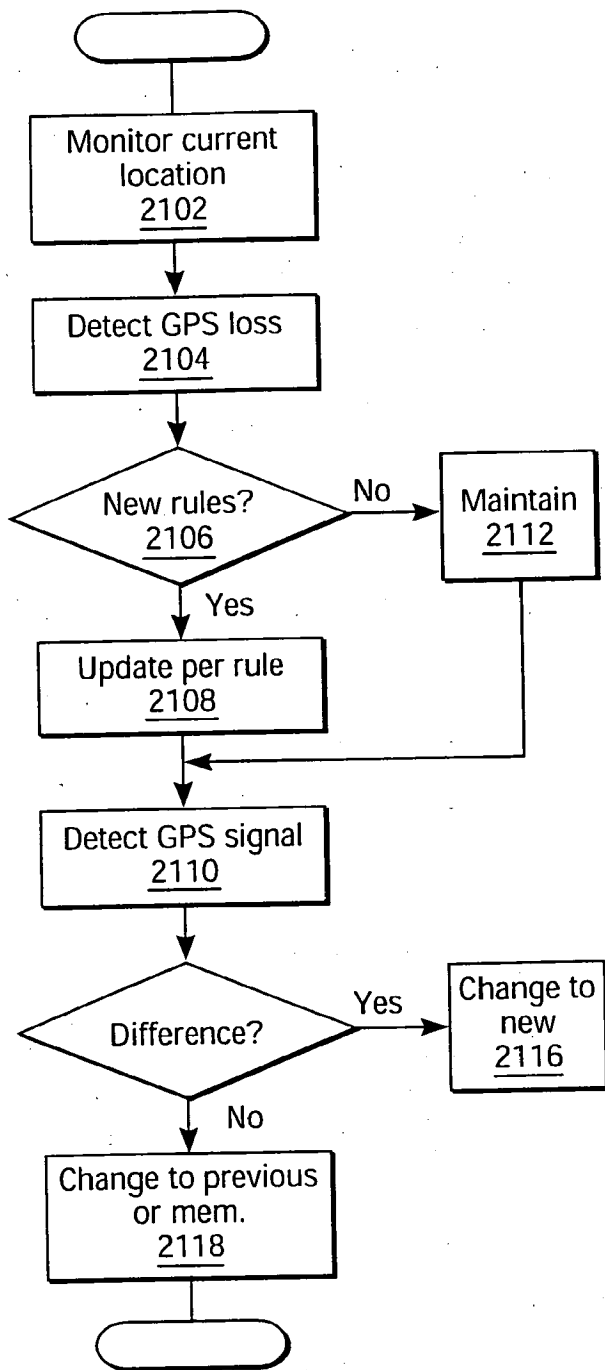 Monitor current
location
2102
Detect GPS loss
2104
New rules?
2106
No
Maintain
2112
Yes
Update per rule
2108
Detect GPS signal
2110
Difference?
Yes
Change to
new
2116
No
Change to previous
or mem.
2118